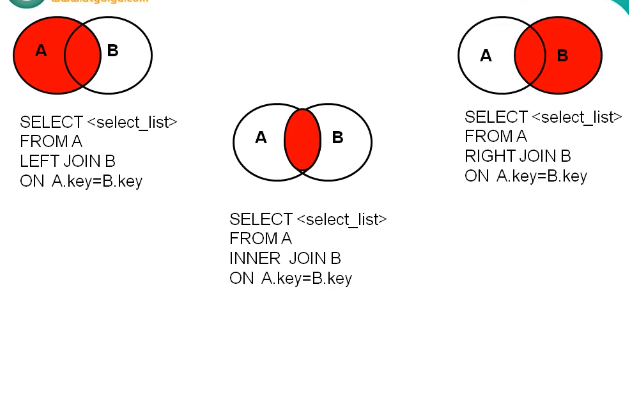 A
B
SELECT <select_list>
FROM A
LEFT JOIN B
ON A.key=B.key
A
B
SELECT <select_list>
FROM A
INNER JOIN B
ON A.key=B.key
A
B
SELECT <select_list>
FROM A
RIGHT JOIN B
ON A.key=B.key